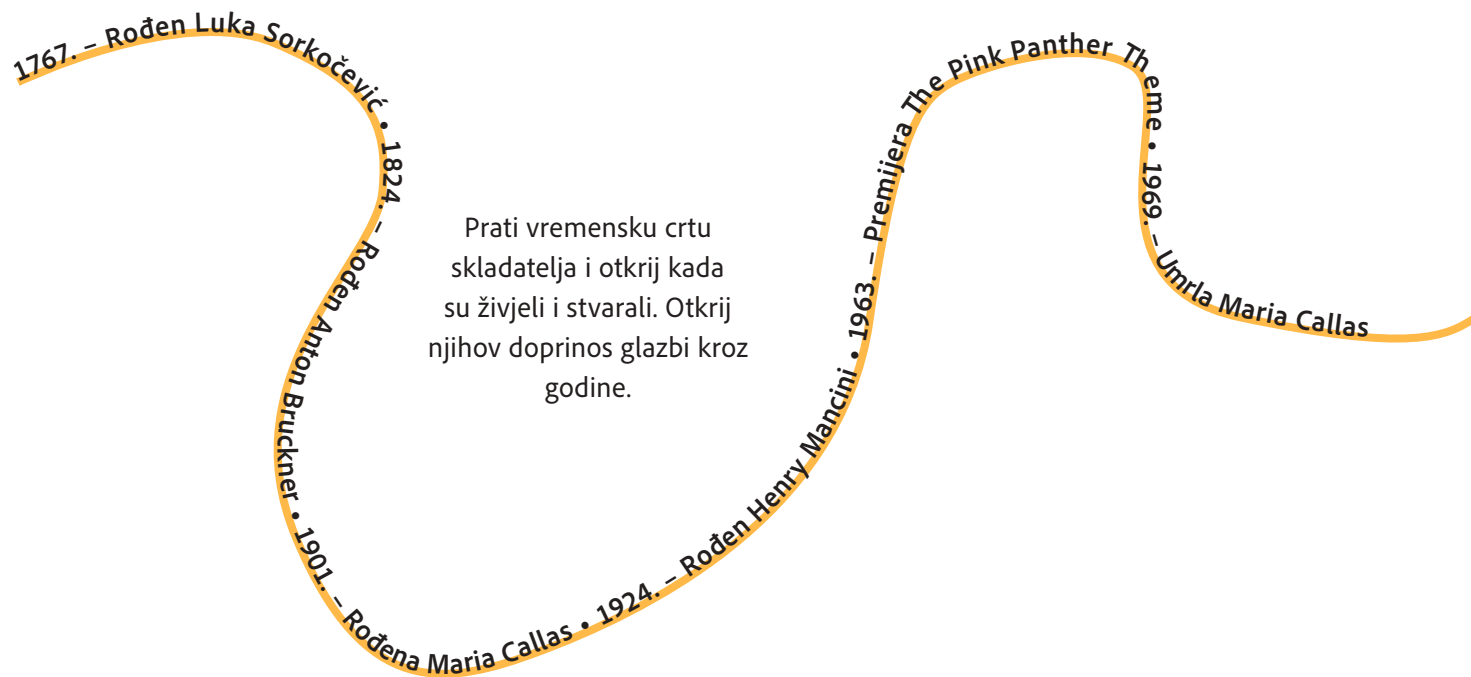 1767. – Rođen Luka Sorkočević • 1824. – Rođen Anton Bruckner • 1901. – Rođena Maria Callas • 1924. – Rođen Henry Mancini • 1963. – Premijera The Pink Panther Theme • 1969. – Umrla Maria Callas
Prati vremensku crtu
skladatelja i otkrij kada
su živjeli i stvarali. Otkrij
njihov doprinos glazbi kroz
godine.